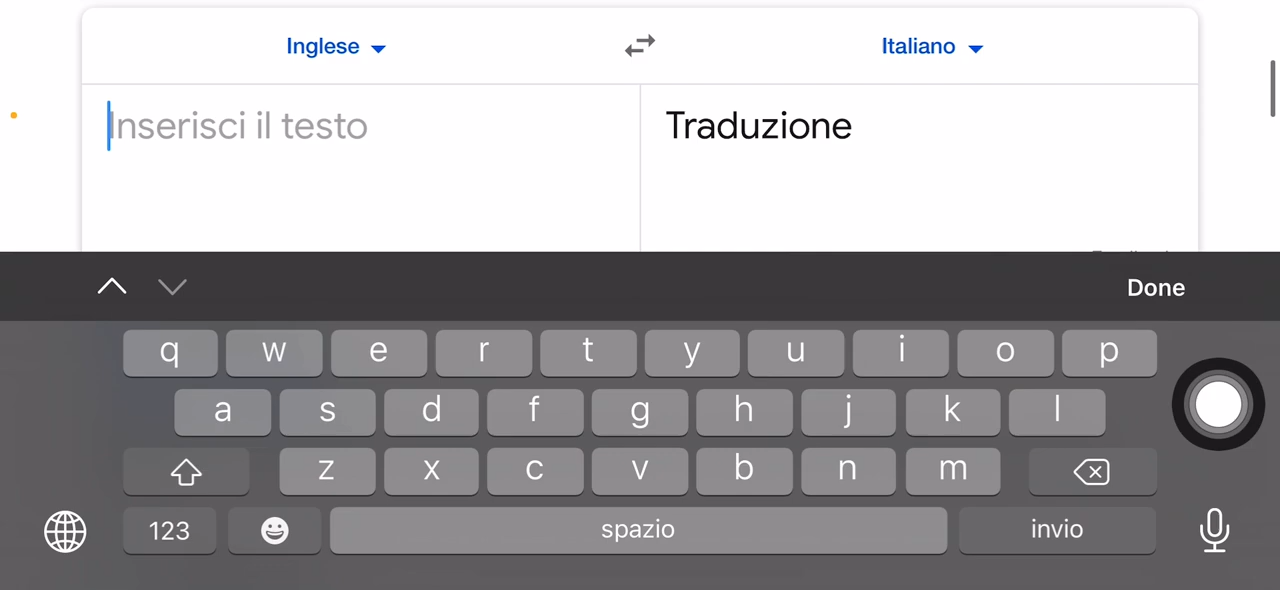 Inglese Italiano
Inserisci il testo Traduzione
Done
q w e r t y u i o p
a s d f g h j k l
z x c v b n m
123 spazio invio